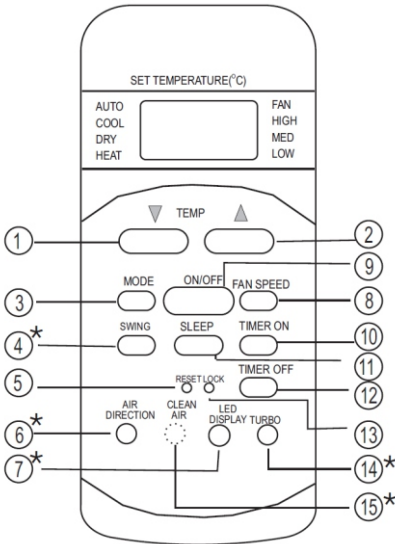 SET TEMPERATURE(°C)
AUTO
COOL
DRY
HEAT
FAN
HIGH
MED
LOW
TEMP
1
2
9
MODE
ON/OFF
FAN SPEED
3
8
SWING
SLEEP
TIMER ON
4*
10
11
RESET LOCK
TIMER OFF
5
12
AIR
DIRECTION
CLEAN
AIR
LED
DISPLAY
TURBO
13
6*
7*
14*
15*